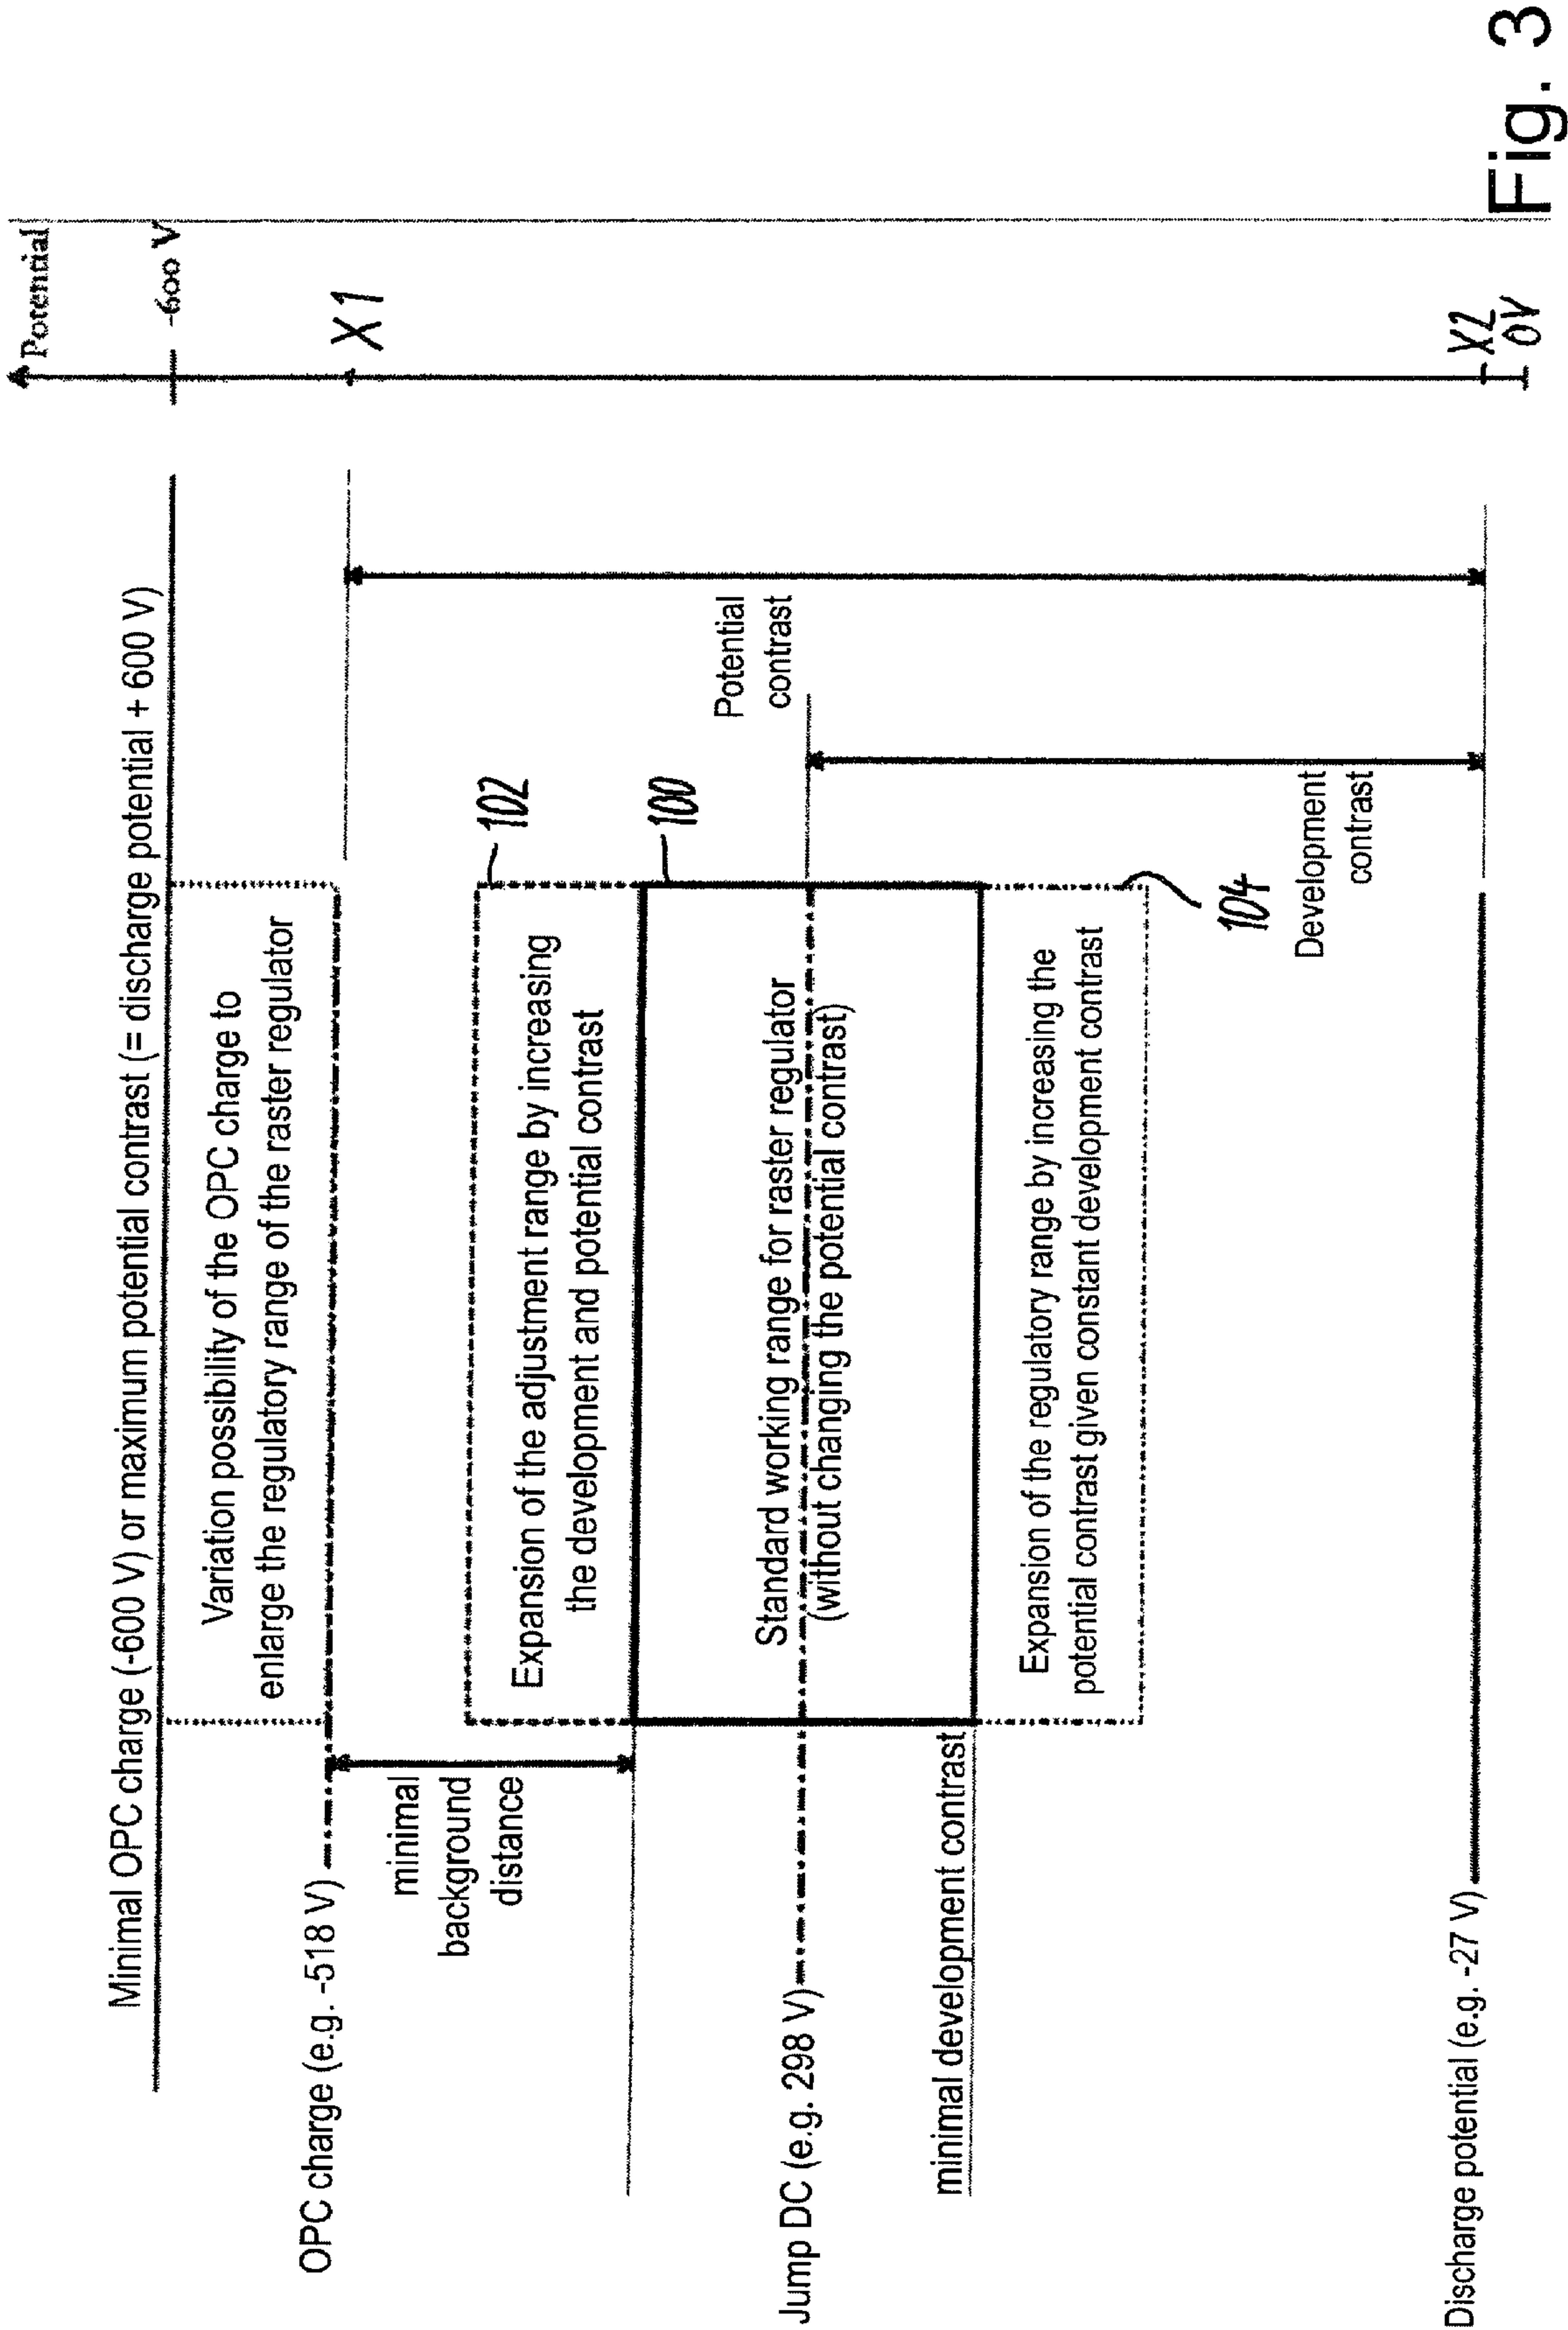 Minimal OPC charge (-600 V) or maximum potential contrast (= discharge potential + 600 V)
Potential
-600 V
Variation possibility of the OPC charge to
enlarge the regulatory range of the raster regulator
OPC charge (e.g. -518 V)
X1
minimal
background
distance
102
Expansion of the adjustment range by increasing
the development and potential contrast
100
Potential
contrast
Standard working range for raster regulator
(without changing the potential contrast)
Jump DC (e.g. 298 V)
minimal development contrast
Expansion of the regulatory range by increasing the
potential contrast given constant development contrast
104
Development
contrast
Discharge potential (e.g. -27 V)
X2
0V
Fig. 3